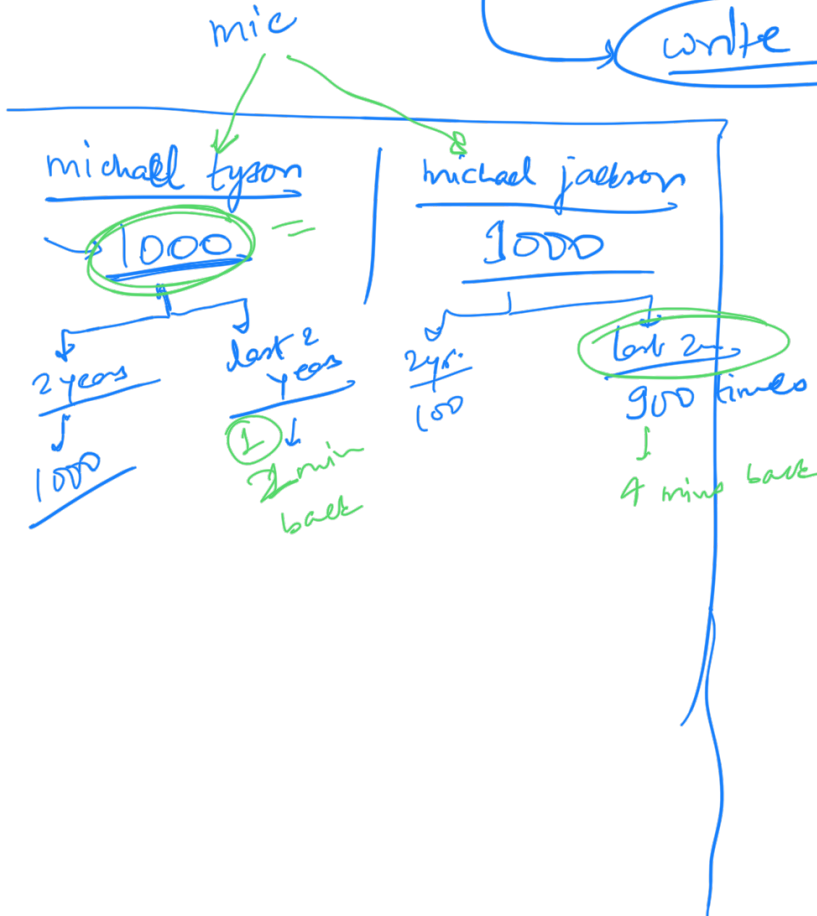 mic
write
michael tyson
michael jackson
1000
1000
2 years
last 2
years
2yr.
last 2
100
900 times
1000
1
min
back
4 mins back